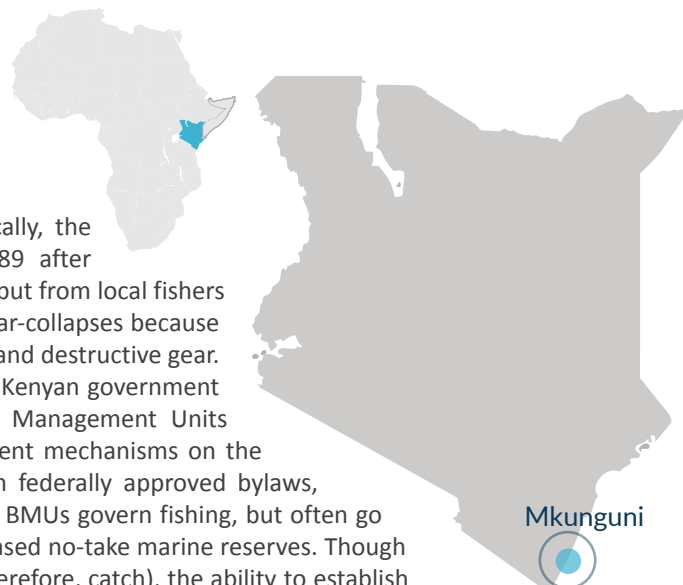 cally, the
89 after
put from local fishers
ar-collapses because
and destructive gear.
Kenyan government
Management Units
ent mechanisms on the
n federally approved bylaws,
BMUs govern fishing, but often go
ased no-take marine reserves. Though
erefore, catch), the ability to establish
Mkunguni